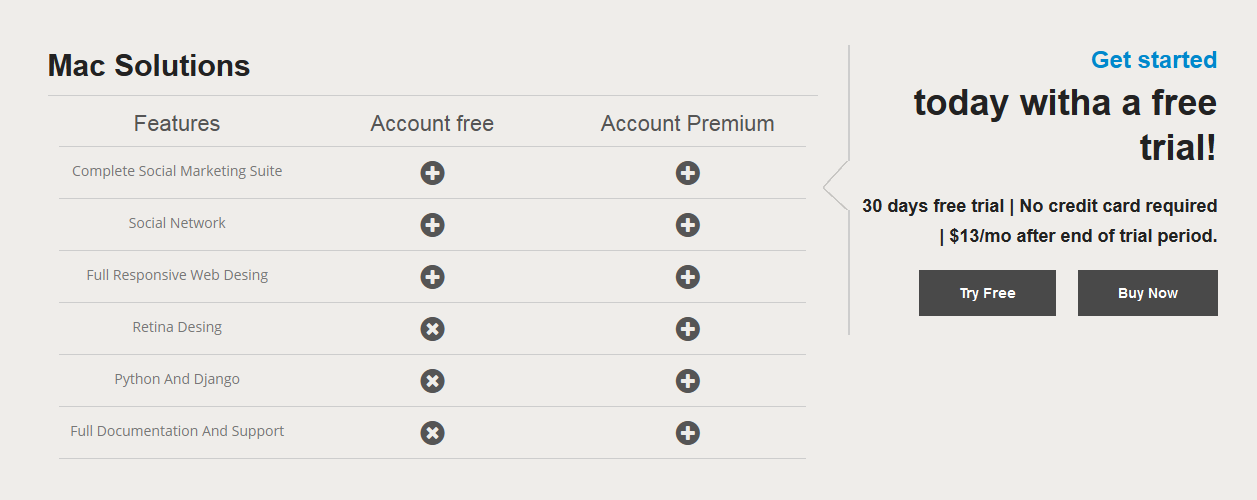 Mac Solutions
Features Account free Account Premium
Complete Social Marketing Suite
Social Network
Full Responsive Web Desing
Retina Desing
Python And Django
Full Documentation And Support
Get started
today witha a free
trial!
30 days free trial | No credit card required
| $13/mo after end of trial period.
Try Free Buy Now